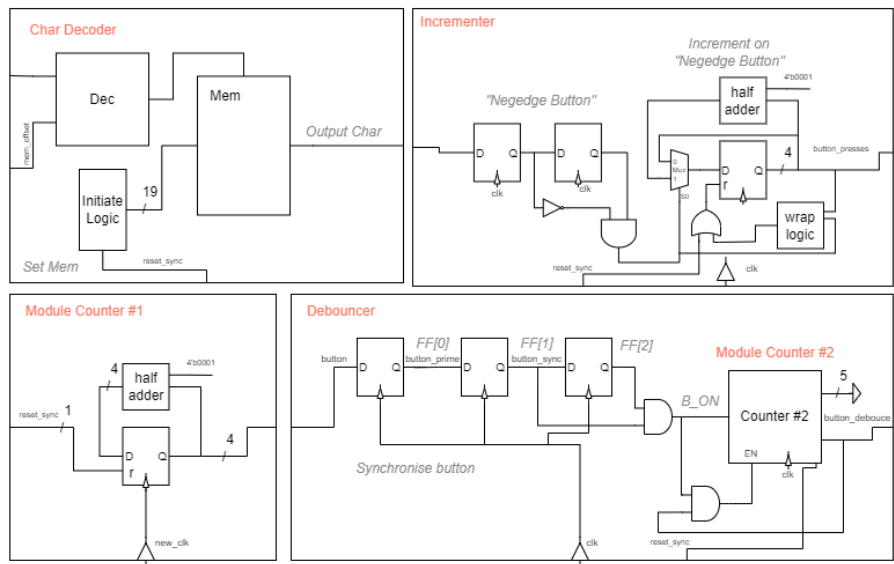 Char Decoder
Dec
Mem
mem_offset
Output Char
Initiate
Logic
19
Set Mem
reset_sync
Incrementer
Increment on
"Negedge Button"
4'b0001
half
adder
"Negedge Button"
D
Q
clk
D
Q
clk
0
Mux
1
S0
D
Q
r
4
button_presses
wrap
logic
reset_sync
clk
Module Counter #1
4
4'b0001
half
adder
reset_sync
1
D
Q
r
4
new_clk
Debouncer
button
D
Q
FF[0]
button_prime
D
Q
FF[1]
button_sync
D
Q
FF[2]
Module Counter #2
B_ON
Counter #2
5
button_debouce
EN
clk
Synchronise button
reset_sync
clk